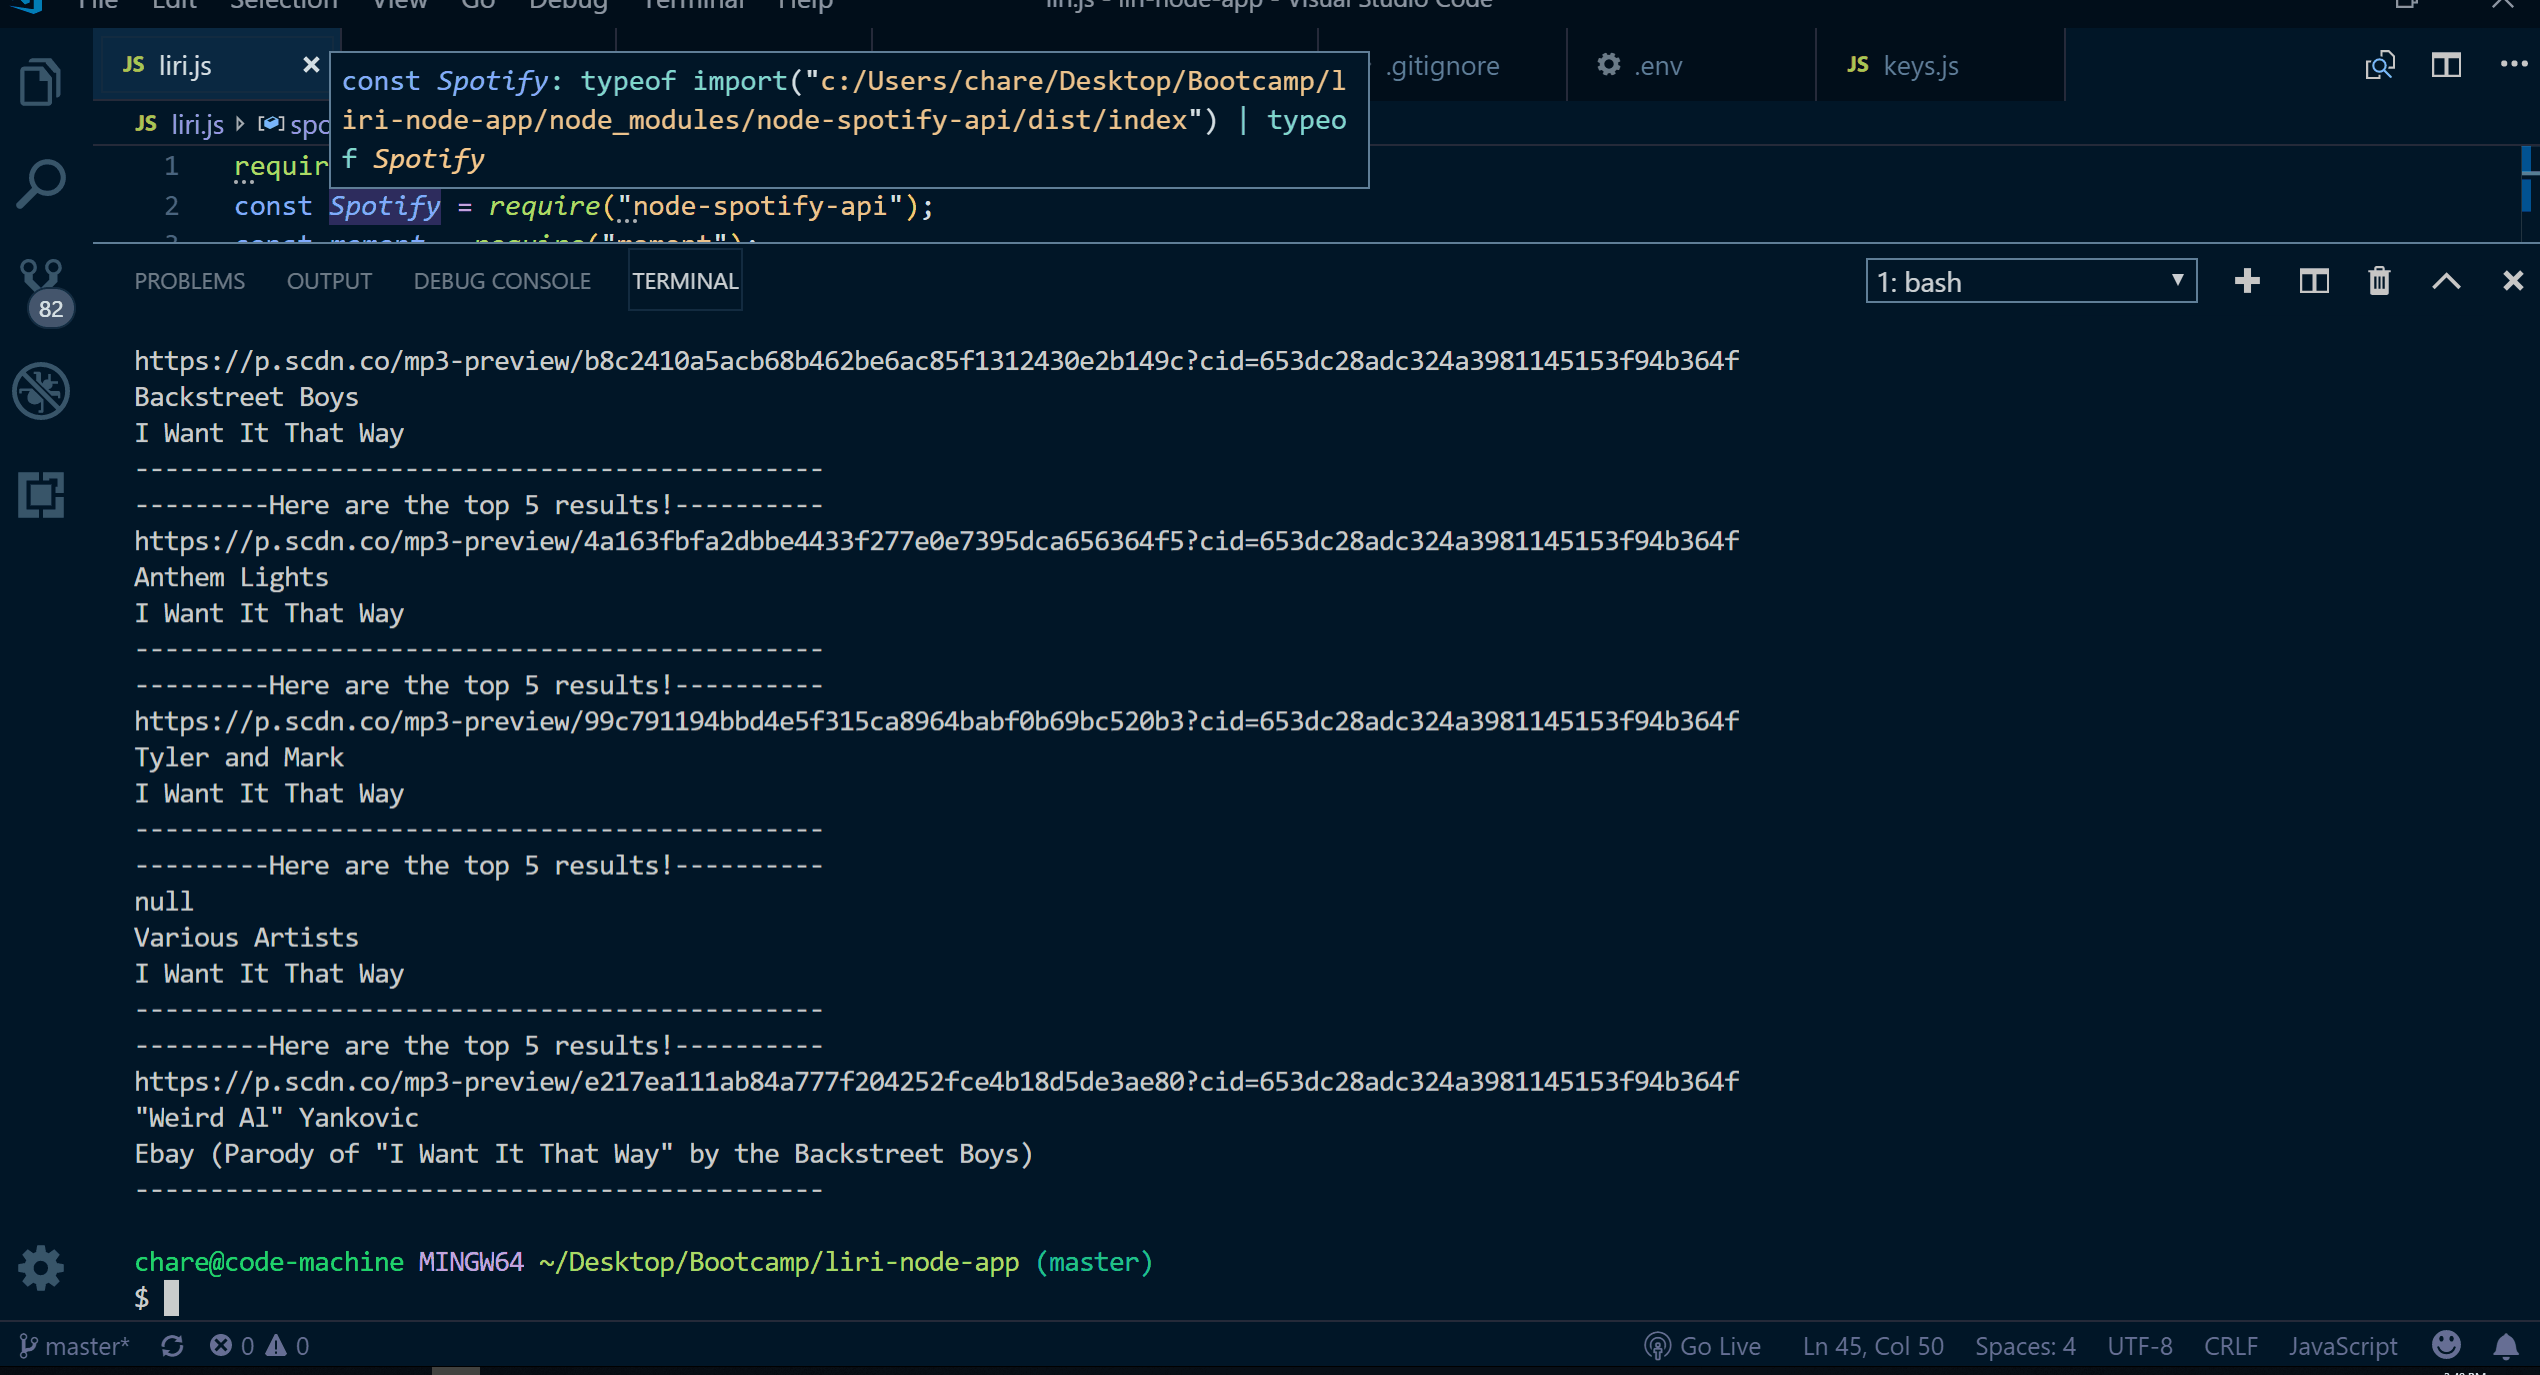 File Edit Selection View Go Debug Terminal Help liri.js - liri-node-app - Visual Studio Code
JS liri.js × .gitignore .env JS keys.js
const Spotify: typeof import("c:/Users/chare/Desktop/Bootcamp/l
iri-node-app/node_modules/node-spotify-api/dist/index") | typeo
f Spotify
JS liri.js
1 requir
2 const Spotify = require("node-spotify-api");
3 const moment = require("moment");
PROBLEMS OUTPUT DEBUG CONSOLE TERMINAL 1: bash
82
https://p.scdn.co/mp3-preview/b8c2410a5acb68b462be6ac85f1312430e2b149c?cid=653dc28adc324a3981145153f94b364f
Backstreet Boys
I Want It That Way
----------------------------------------------
---------Here are the top 5 results!----------
https://p.scdn.co/mp3-preview/4a163fbfa2dbbe4433f277e0e7395dca656364f5?cid=653dc28adc324a3981145153f94b364f
Anthem Lights
I Want It That Way
----------------------------------------------
---------Here are the top 5 results!----------
https://p.scdn.co/mp3-preview/99c791194bbd4e5f315ca8964babf0b69bc520b3?cid=653dc28adc324a3981145153f94b364f
Tyler and Mark
I Want It That Way
----------------------------------------------
---------Here are the top 5 results!----------
null
Various Artists
I Want It That Way
----------------------------------------------
---------Here are the top 5 results!----------
https://p.scdn.co/mp3-preview/e217ea111ab84a777f204252fce4b18d5de3ae80?cid=653dc28adc324a3981145153f94b364f
"Weird Al" Yankovic
Ebay (Parody of "I Want It That Way" by the Backstreet Boys)
----------------------------------------------
chare@code-machine MINGW64 ~/Desktop/Bootcamp/liri-node-app (master)
$
master* 0 0 Go Live Ln 45, Col 50 Spaces: 4 UTF-8 CRLF JavaScript